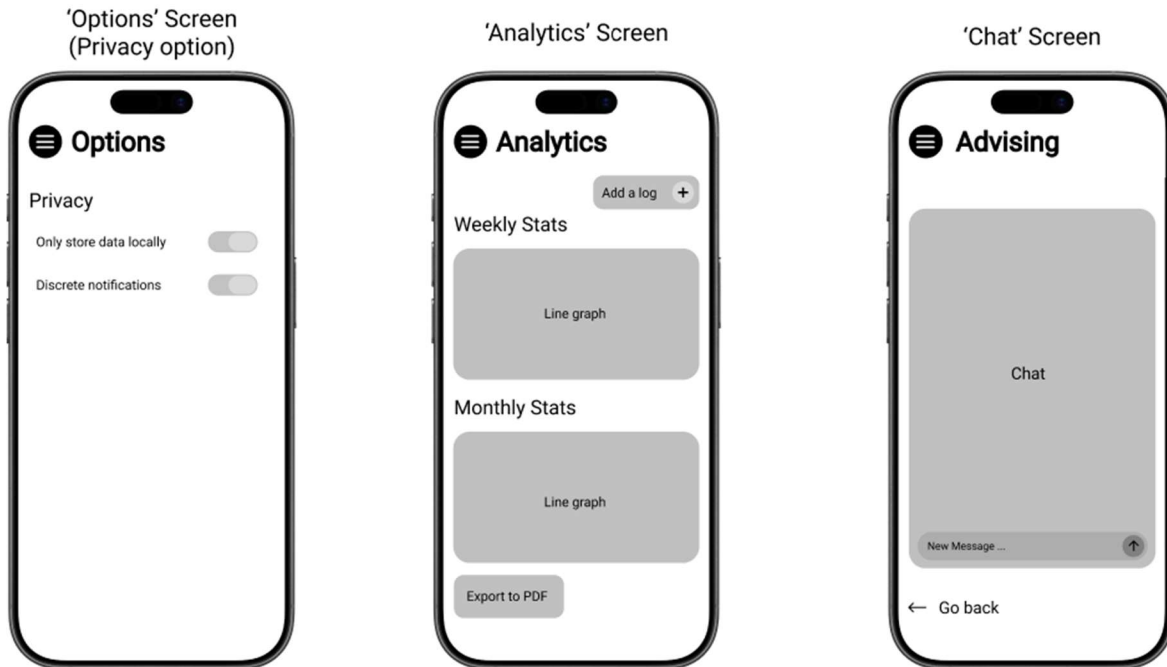 ‘Options’ Screen
(Privacy option)
Options
Privacy
Only store data locally
Discrete notifications
‘Analytics’ Screen
Analytics
Add a log +
Weekly Stats
Line graph
Monthly Stats
Line graph
Export to PDF
‘Chat’ Screen
Advising
Chat
New Message ...
Go back